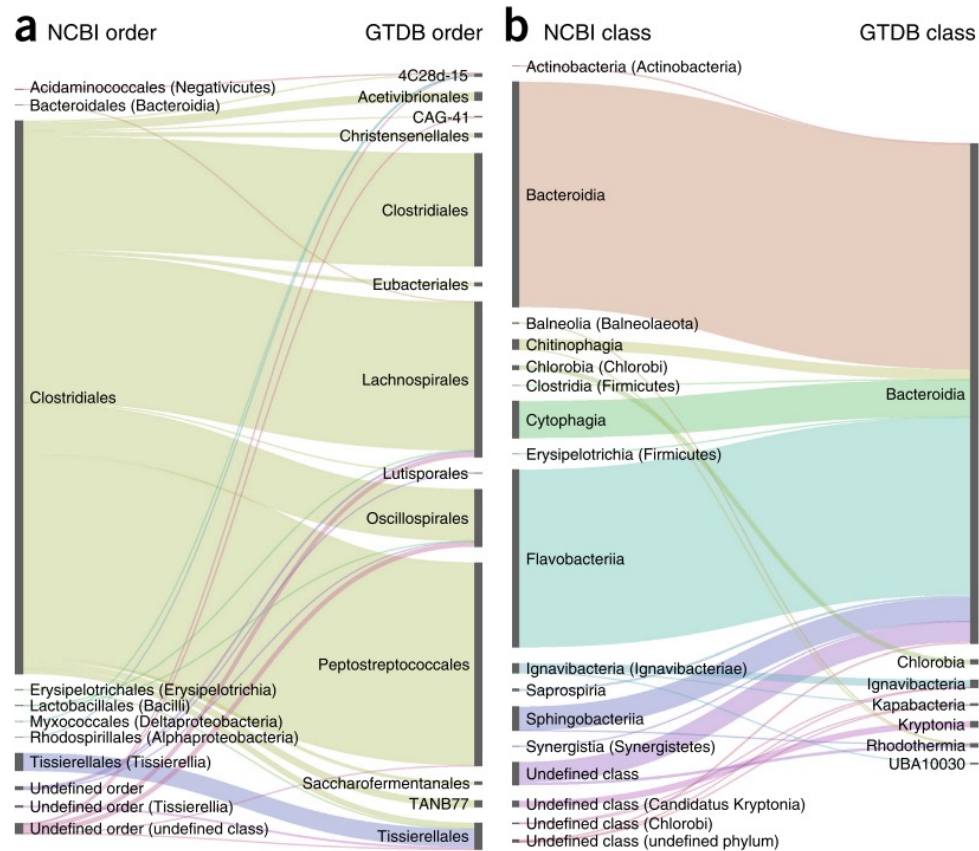 a NCBI order GTDB order
Acidaminococcales (Negativicutes)
Bacteroidales (Bacteroidia)
Clostridiales
Erysipelotrichales (Erysipelotrichia)
Lactobacillales (Bacilli)
Myxococcales (Deltaproteobacteria)
Rhodospirillales (Alphaproteobacteria)
Tissierellales (Tissierellia)
Undefined order
Undefined order (Tissierellia)
Undefined order (undefined class)
4C28d-15
Acetivibrionales
CAG-41
Christensenellales
Clostridiales
Eubacteriales
Lachnospirales
Lutisporales
Oscillospirales
Peptostreptococcales
Saccharofermentanales
TANB77
Tissierellales
b NCBI class GTDB class
Actinobacteria (Actinobacteria)
Bacteroidia
Balneolia (Balneolaeota)
Chitinophagia
Chlorobia (Chlorobi)
Clostridia (Firmicutes)
Cytophagia
Erysipelotrichia (Firmicutes)
Flavobacteriia
Ignavibacteria (Ignavibacteriae)
Saprospiria
Sphingobacteriia
Synergistia (Synergistetes)
Undefined class
Undefined class (Candidatus Kryptonia)
Undefined class (Chlorobi)
Undefined class (undefined phylum)
Bacteroidia
Chlorobia
Ignavibacteria
Kapabacteria
Kryptonia
Rhodothermia
UBA10030